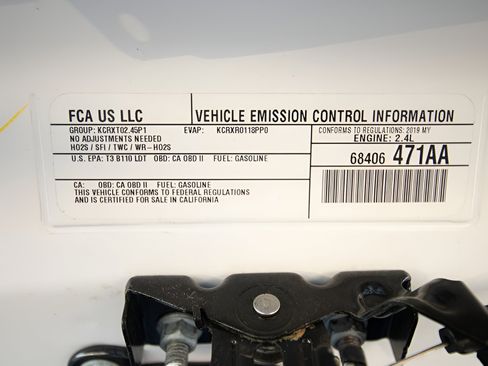 FCA US LLC VEHICLE EMISSION CONTROL INFORMATION
GROUP: KCRXT02.45P1 EVAP: KCRXR0118PP0
NO ADJUSTMENTS NEEDED
HO2S / SFI / TWC / WR-HO2S
CONFORMS TO REGULATIONS: 2019 MY
ENGINE: 2.4L
U.S. EPA: T3 B110 LDT OBD: CA OBD II FUEL: GASOLINE
68406 471AA
CA: OBD: CA OBD II FUEL: GASOLINE
THIS VEHICLE CONFORMS TO FEDERAL REGULATIONS
AND IS CERTIFIED FOR SALE IN CALIFORNIA